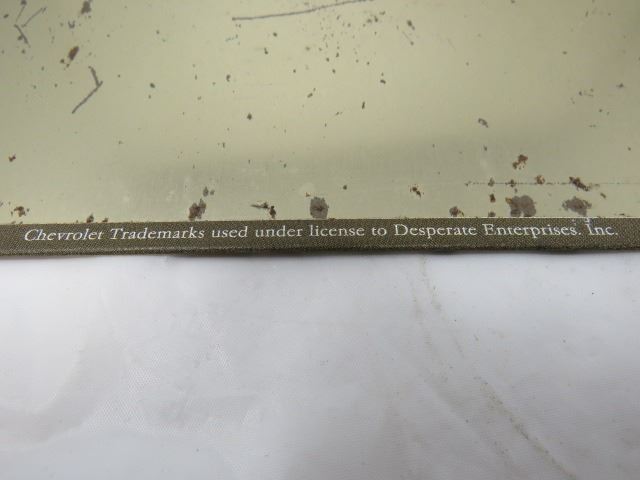 Chevrolet Trademarks used under license to Desperate Enterprises. Inc.